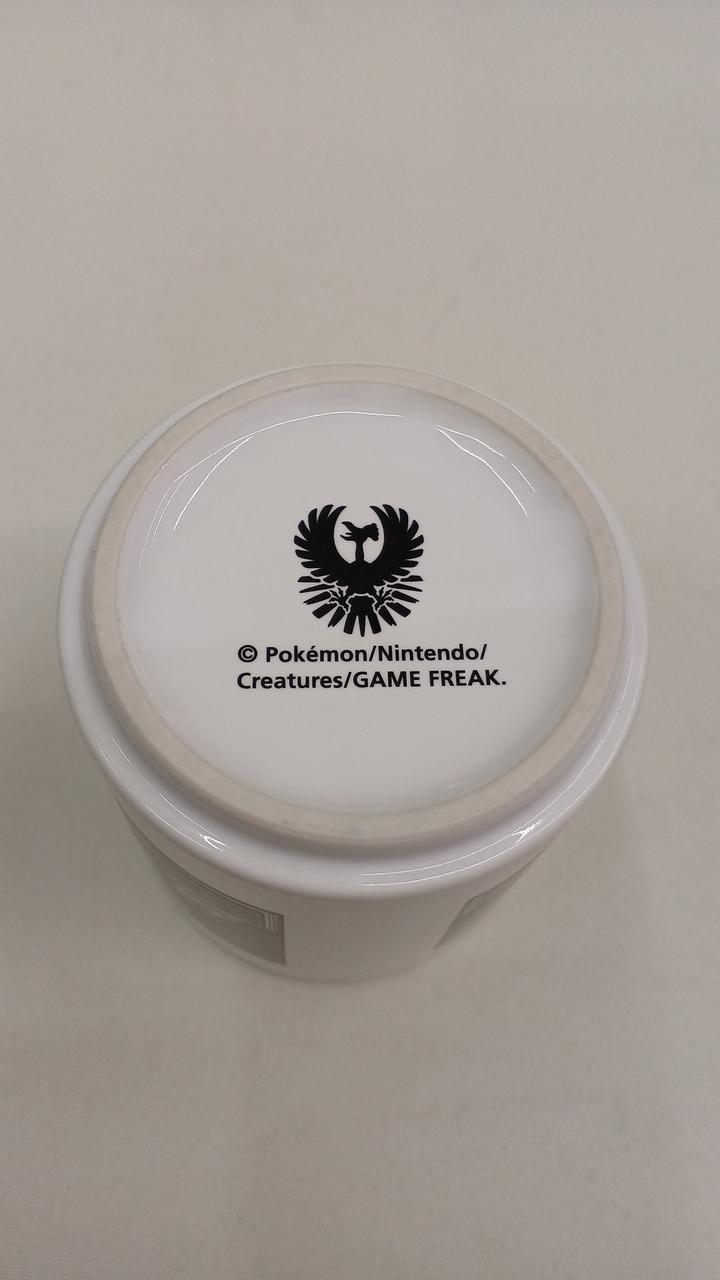 © Pokémon/Nintendo/
Creatures/GAME FREAK.